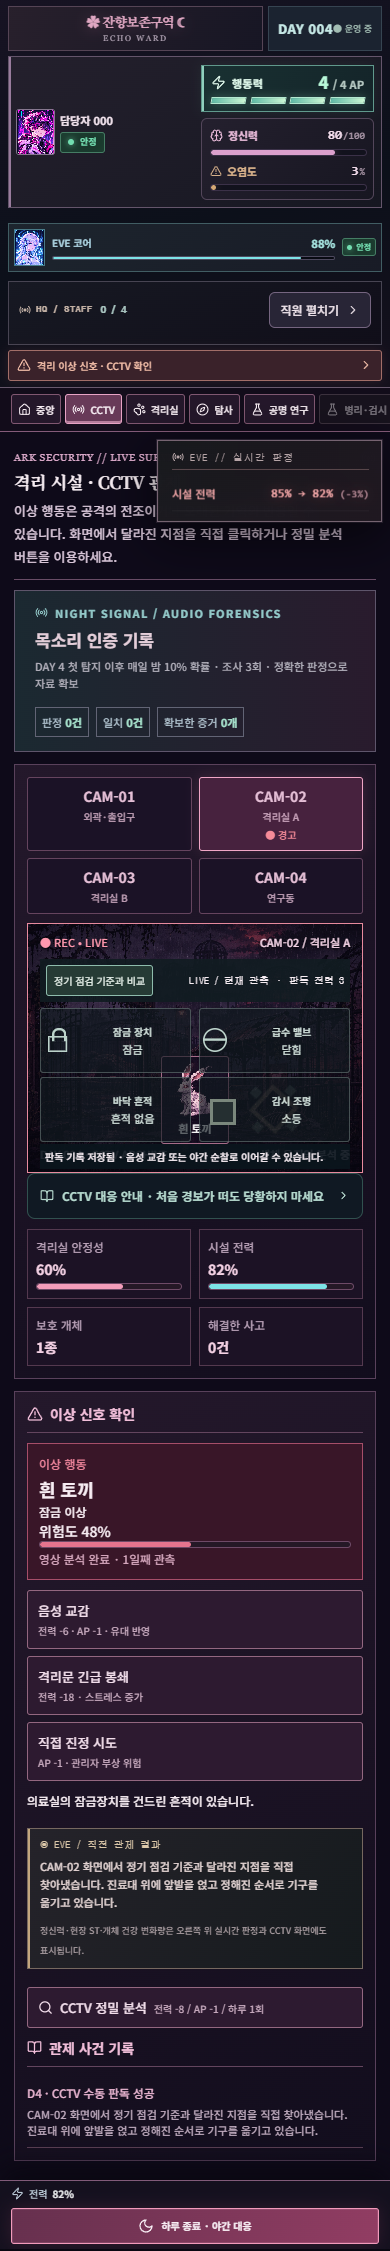 ✽ 잔향보존구역 ☾
ECHO WARD
DAY 004● 운영 중
담당자 000
안정
행동력 4 / 4 AP
정신력 80/100
오염도 3%
EVE 코어 88% 안정
HQ / STAFF 0 / 4
직원 펼치기
격리 이상 신호 · CCTV 확인
중앙 CCTV 격리실 탐사 공명 연구 병리·검시
ARK SECURITY // LIVE
EVE // 실시간 판정
시설 전력 85% → 82% (-3%)
격리 시설 · CCTV
이상 행동은 공격의 전조이
있습니다. 화면에서 달라진 지점을 직접 클릭하거나 정밀 분석
버튼을 이용하세요.
NIGHT SIGNAL / AUDIO FORENSICS
목소리 인증 기록
DAY 4 첫 탐지 이후 매일 밤 10% 확률 · 조사 3회 · 정확한 판정으로
자료 확보
판정 0건 일치 0건 확보한 증거 0개
CAM-01
외곽·출입구
CAM-02
격리실 A
● 경고
CAM-03
격리실 B
CAM-04
연구동
● REC • LIVE CAM-02 / 격리실 A
정기 점검 기준과 비교 LIVE / 현재 관측 · 판독 전력 3
잠금 장치
잠금
급수 밸브
닫힘
바닥 흔적
흔적 없음
감시 조명
소등
흰 토끼
판독 기록 저장됨 · 음성 교감 또는 야간 순찰로 이어갈 수 있습니다.
CCTV 대응 안내 · 처음 경보가 떠도 당황하지 마세요
격리실 안정성
60%
시설 전력
82%
보호 개체
1종
해결한 사고
0건
이상 신호 확인
이상 행동
흰 토끼
잠금 이상
위험도 48%
영상 분석 완료 · 1일째 관측
음성 교감
전력 -6 · AP -1 · 유대 반영
격리문 긴급 봉쇄
전력 -18 · 스트레스 증가
직접 진정 시도
AP -1 · 관리자 부상 위험
의료실의 잠금장치를 건드린 흔적이 있습니다.
◉ EVE / 직전 관제 결과
CAM-02 화면에서 정기 점검 기준과 달라진 지점을 직접
찾아냈습니다. 진료대 위에 앞발을 얹고 정해진 순서로 기구를
옮기고 있습니다.
정신력·현장 ST·개체 건강 변화량은 오른쪽 위 실시간 판정과 CCTV 화면에도
표시됩니다.
CCTV 정밀 분석 전력 -8 / AP -1 / 하루 1회
관제 사건 기록
D4 · CCTV 수동 판독 성공
CAM-02 화면에서 정기 점검 기준과 달라진 지점을 직접 찾아냈습니다.
진료대 위에 앞발을 얹고 정해진 순서로 기구를 옮기고 있습니다.
전력 82%
하루 종료 · 야간 대응